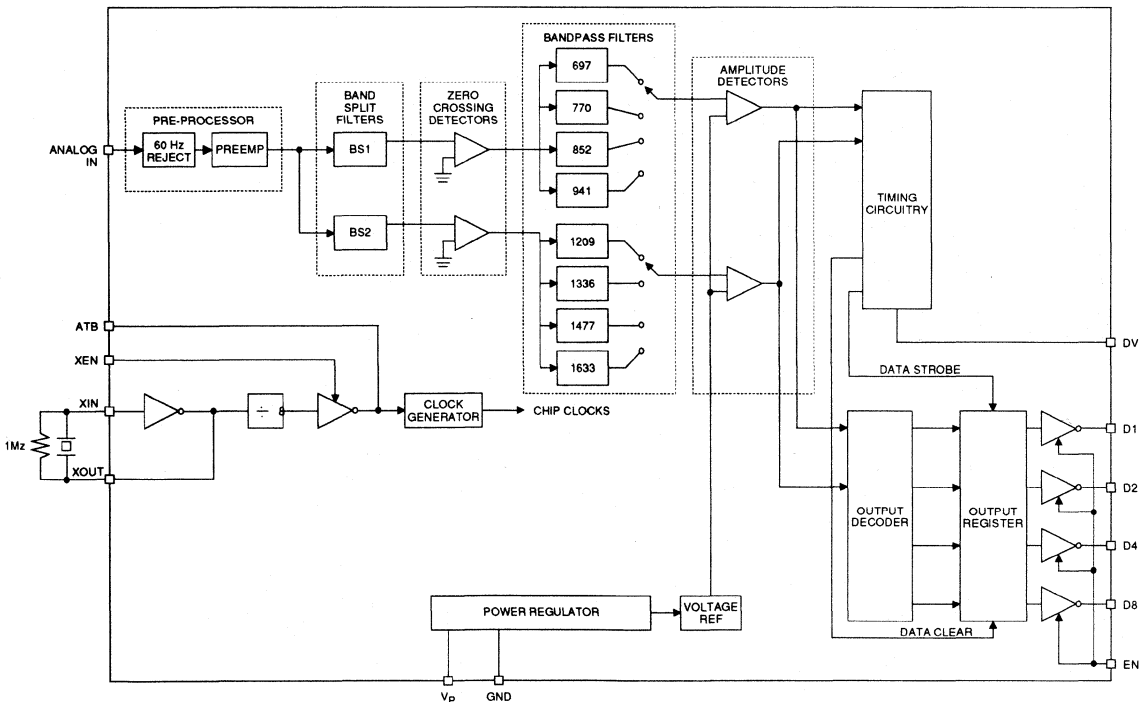 BANDPASS FILTERS
697
770
852
941
1209
1336
1477
1633
AMPLITUDE
DETECTORS
BAND
SPLIT
FILTERS
BS1
BS2
ZERO
CROSSING
DETECTORS
PRE-PROCESSOR
60 Hz
REJECT
PREEMP
ANALOG
IN
TIMING
CIRCUITRY
ATB
XEN
XIN
XOUT
1Mz
÷ 8
CLOCK
GENERATOR
CHIP CLOCKS
DV
DATA STROBE
OUTPUT
DECODER
OUTPUT
REGISTER
D1
D2
D4
D8
EN
DATA CLEAR
POWER REGULATOR
VOLTAGE
REF
VP
GND